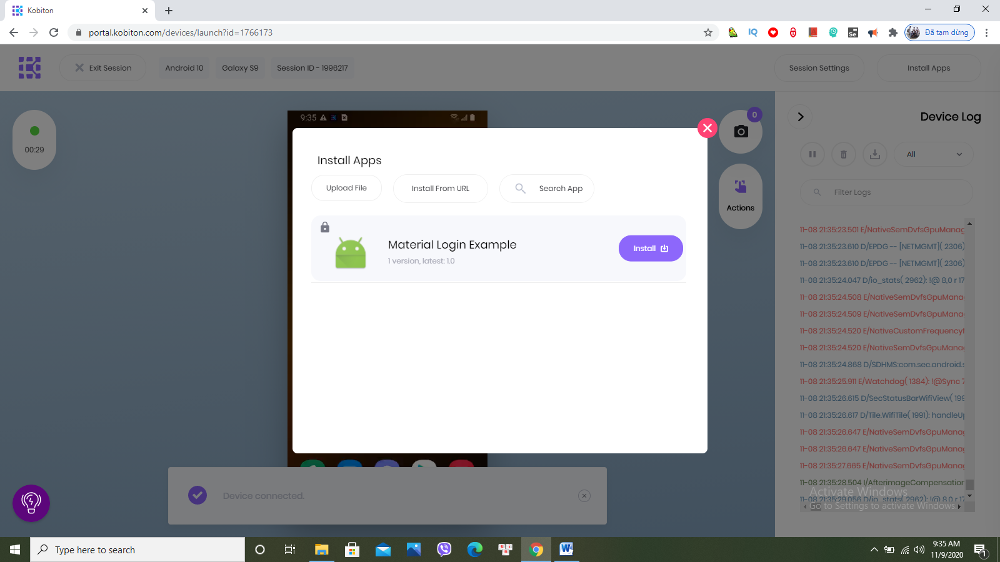 Kobiton
portal.kobiton.com/devices/launch?id=1766173
IQ
Se
Đã tạm dừng
Exit Session
Android 10
Galaxy S9
Session ID - 1996217
Session Settings
Install Apps
00:29
9:35
0
Actions
Device Log
All
Filter Logs
Install Apps
Upload File
Install From URL
Search App
Material Login Example
1 version, latest: 1.0
Install
11-08 21:35:23.501 E/NativeSemDvfsGpuManag
11-08 21:35:23.610 D/EPDG -- [NETMGMT]( 2306)
11-08 21:35:23.610 D/EPDG -- [NETMGMT]( 2306)
11-08 21:35:24.047 D/io_stats( 2962): !@ 8,0 r 17
11-08 21:35:24.508 E/NativeSemDvfsGpuMana
11-08 21:35:24.509 E/NativeSemDvfsGpuMana
11-08 21:35:24.520 E/NativeCustomFrequency
11-08 21:35:24.520 E/NativeSemDvfsGpuMana
11-08 21:35:24.868 D/SDHMS:com.sec.android.s
11-08 21:35:25.911 E/Watchdog( 1384): !@Sync 7
11-08 21:35:26.615 D/SecStatusBarWifiView( 199
11-08 21:35:26.617 D/Tile.WifiTile( 1991): handleU
11-08 21:35:26.647 E/NativeSemDvfsGpuManag
11-08 21:35:26.647 E/NativeSemDvfsGpuManag
11-08 21:35:27.665 E/NativeSemDvfsGpuManag
11-08 21:35:28.504 I/AfterimageCompensation
11-08 21:35:29.056 D/io_stats( 2962): !@ 8,0 r 17
Activate Windows
Go to Settings to activate Windows.
Device connected.
Type here to search
9:35 AM
11/9/2020
1